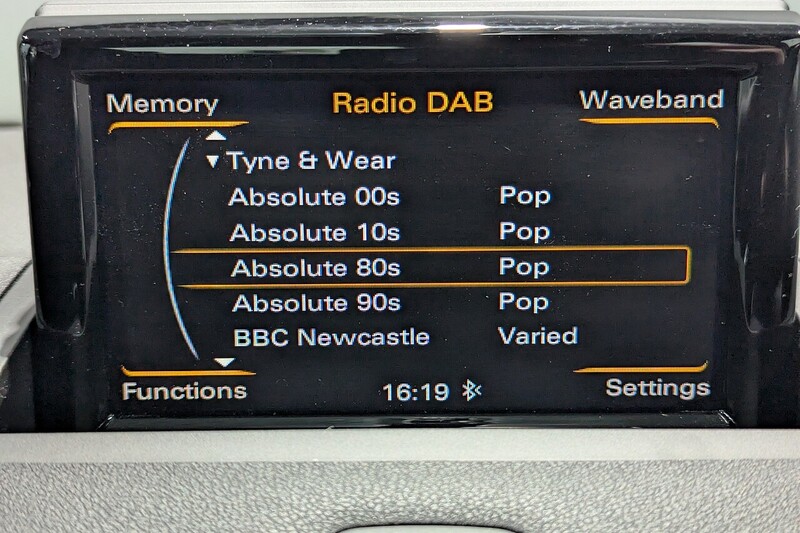 Memory Radio DAB Waveband
Tyne & Wear
Absolute 00s Pop
Absolute 10s Pop
Absolute 80s Pop
Absolute 90s Pop
BBC Newcastle Varied
Functions 16:19 Settings